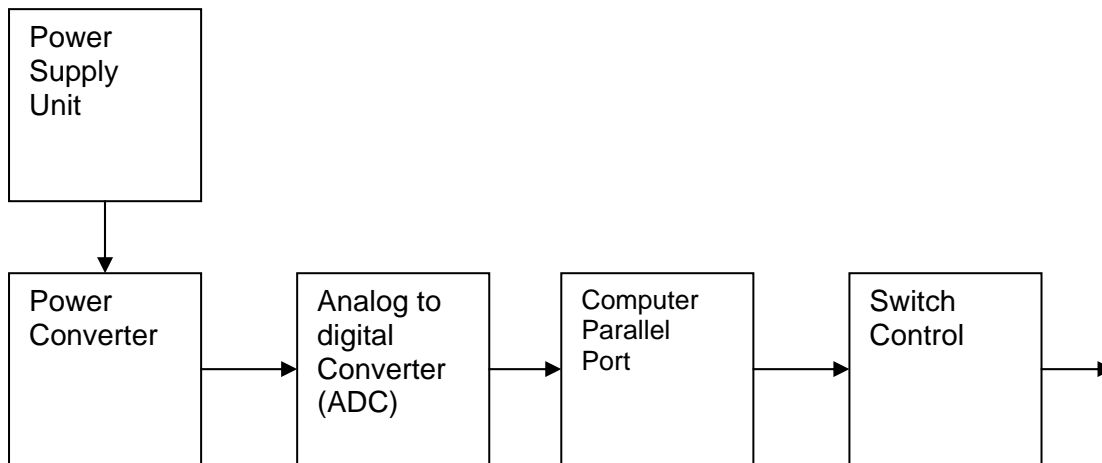 Power
Supply
Unit
Power
Converter
Analog to
digital
Converter
(ADC)
Computer
Parallel
Port
Switch
Control